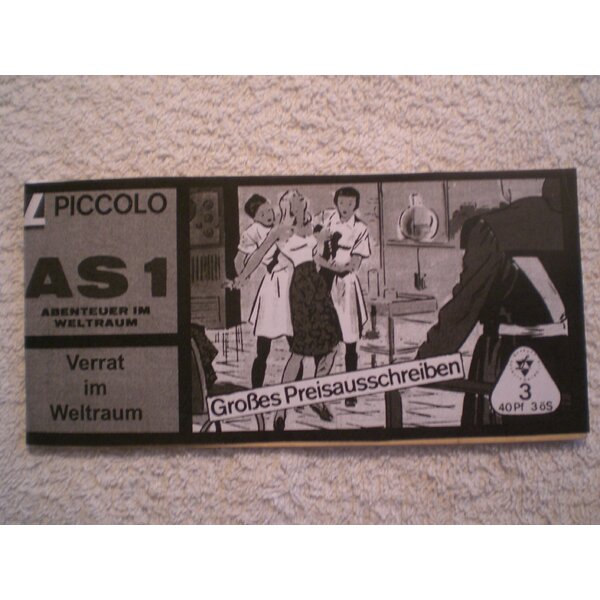 PICCOLO
AS 1
ABENTEUER IM
WELTRAUM
Verrat
im
Weltraum
Großes Preisausschreiben
3
40 Pf 3 öS